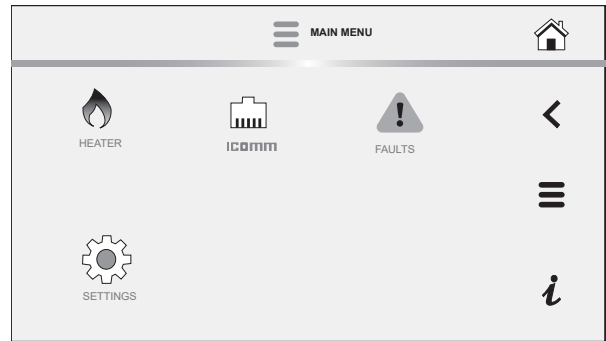 MAIN MENU
HEATER
ICOMM
FAULTS
SETTINGS
i